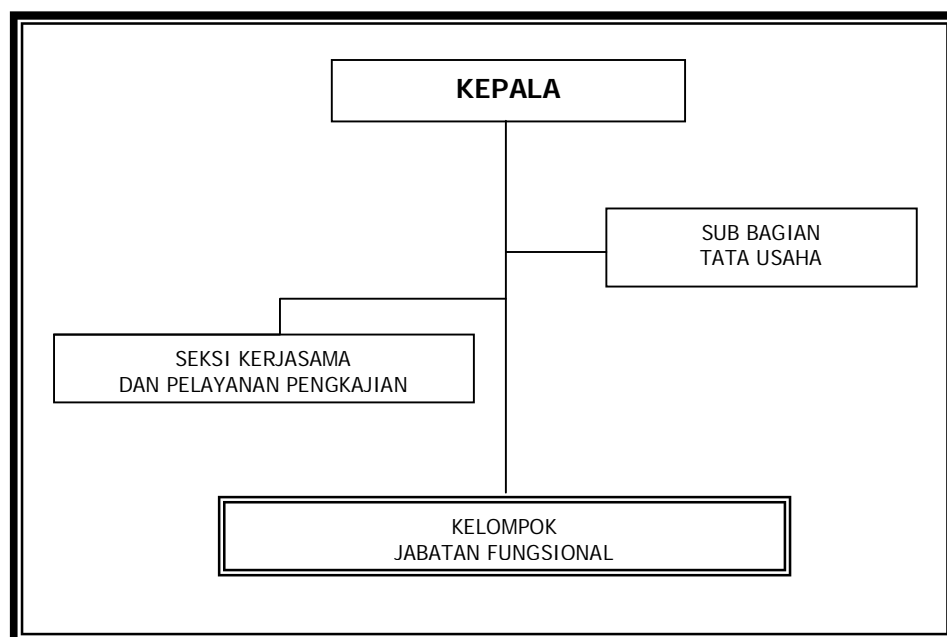 KEPALA
SUB BAGIAN
TATA USAHA
SEKSI KERJASAMA
DAN PELAYANAN PENGKAJIAN
KELOMPOK
JABATAN FUNGSIONAL